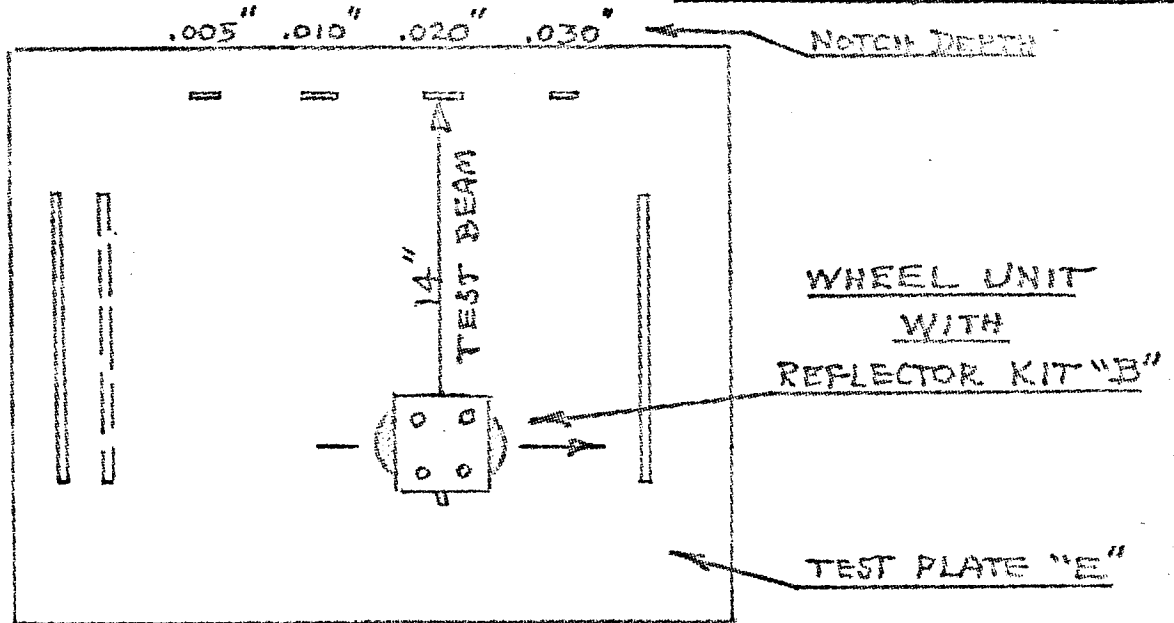 .005" .010" .020" .030"
NOTCH DEPTH
14"
TEST BEAM
WHEEL UNIT
WITH
REFLECTOR KIT "B"
TEST PLATE "E"